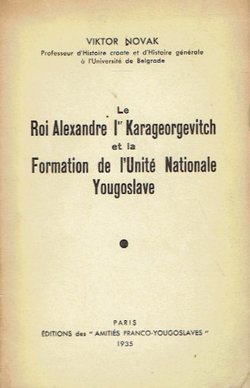 VIKTOR NOVAK
Professeur d'Histoire croate et d'Histoire générale
à l'Université de Belgrade
Le
Roi Alexandre Ier Karageorgevitch
et la
Formation de l'Unité Nationale
Yougoslave
PARIS
ÉDITIONS des "AMITIÉS FRANCO-YOUGOSLAVES"
1935